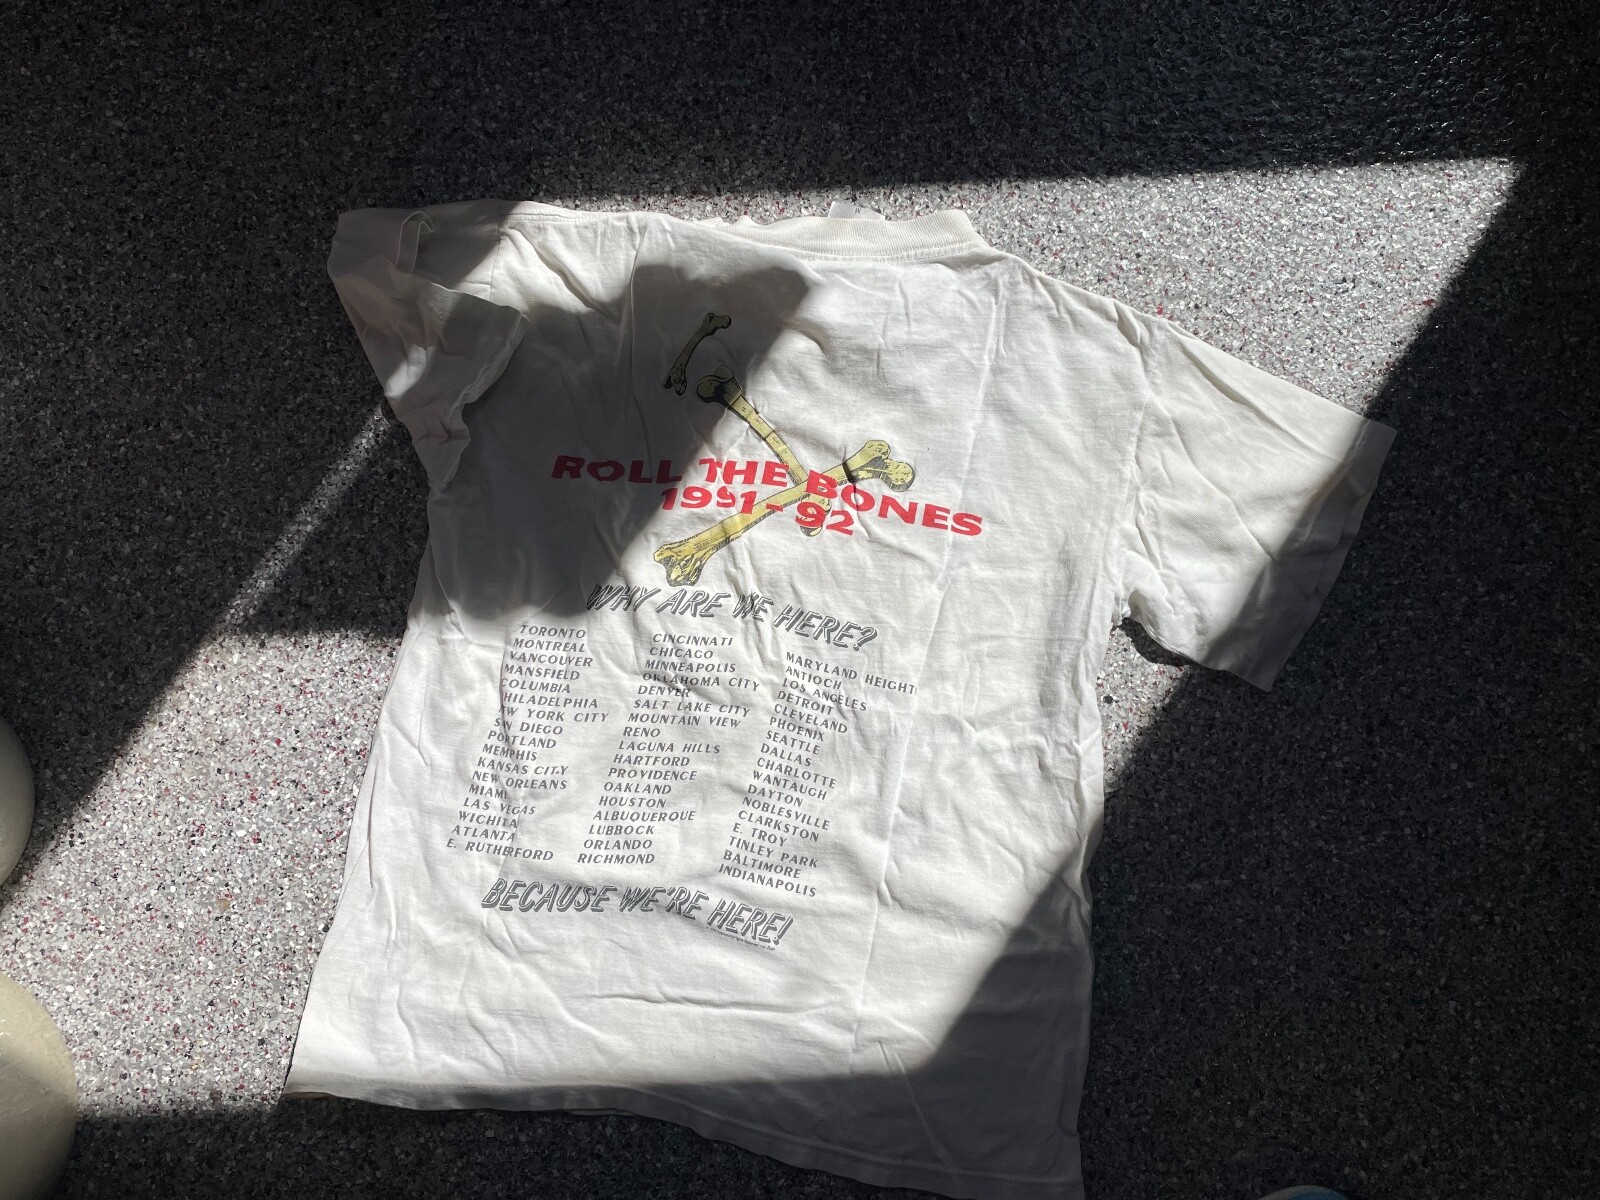 ROLL THE BONES
1991-92
WHY ARE WE HERE?
TORONTO
MONTREAL
VANCOUVER
MANSFIELD
COLUMBIA
PHILADELPHIA
NEW YORK CITY
SAN DIEGO
PORTLAND
MEMPHIS
KANSAS CITY
NEW ORLEANS
MIAMI
LAS VEGAS
WICHITA
ATLANTA
E. RUTHERFORD
CINCINNATI
CHICAGO
MINNEAPOLIS
OKLAHOMA CITY
DENVER
SALT LAKE CITY
MOUNTAIN VIEW
RENO
LAGUNA HILLS
HARTFORD
PROVIDENCE
OAKLAND
HOUSTON
ALBUQUERQUE
LUBBOCK
ORLANDO
RICHMOND
MARYLAND HEIGHT
ANTIOCH
LOS ANGELES
DETROIT
CLEVELAND
PHOENIX
SEATTLE
DALLAS
CHARLOTTE
WANTAUGH
DAYTON
NOBLESVILLE
CLARKSTON
E. TROY
TINLEY PARK
BALTIMORE
INDIANAPOLIS
BECAUSE WE'RE HERE!